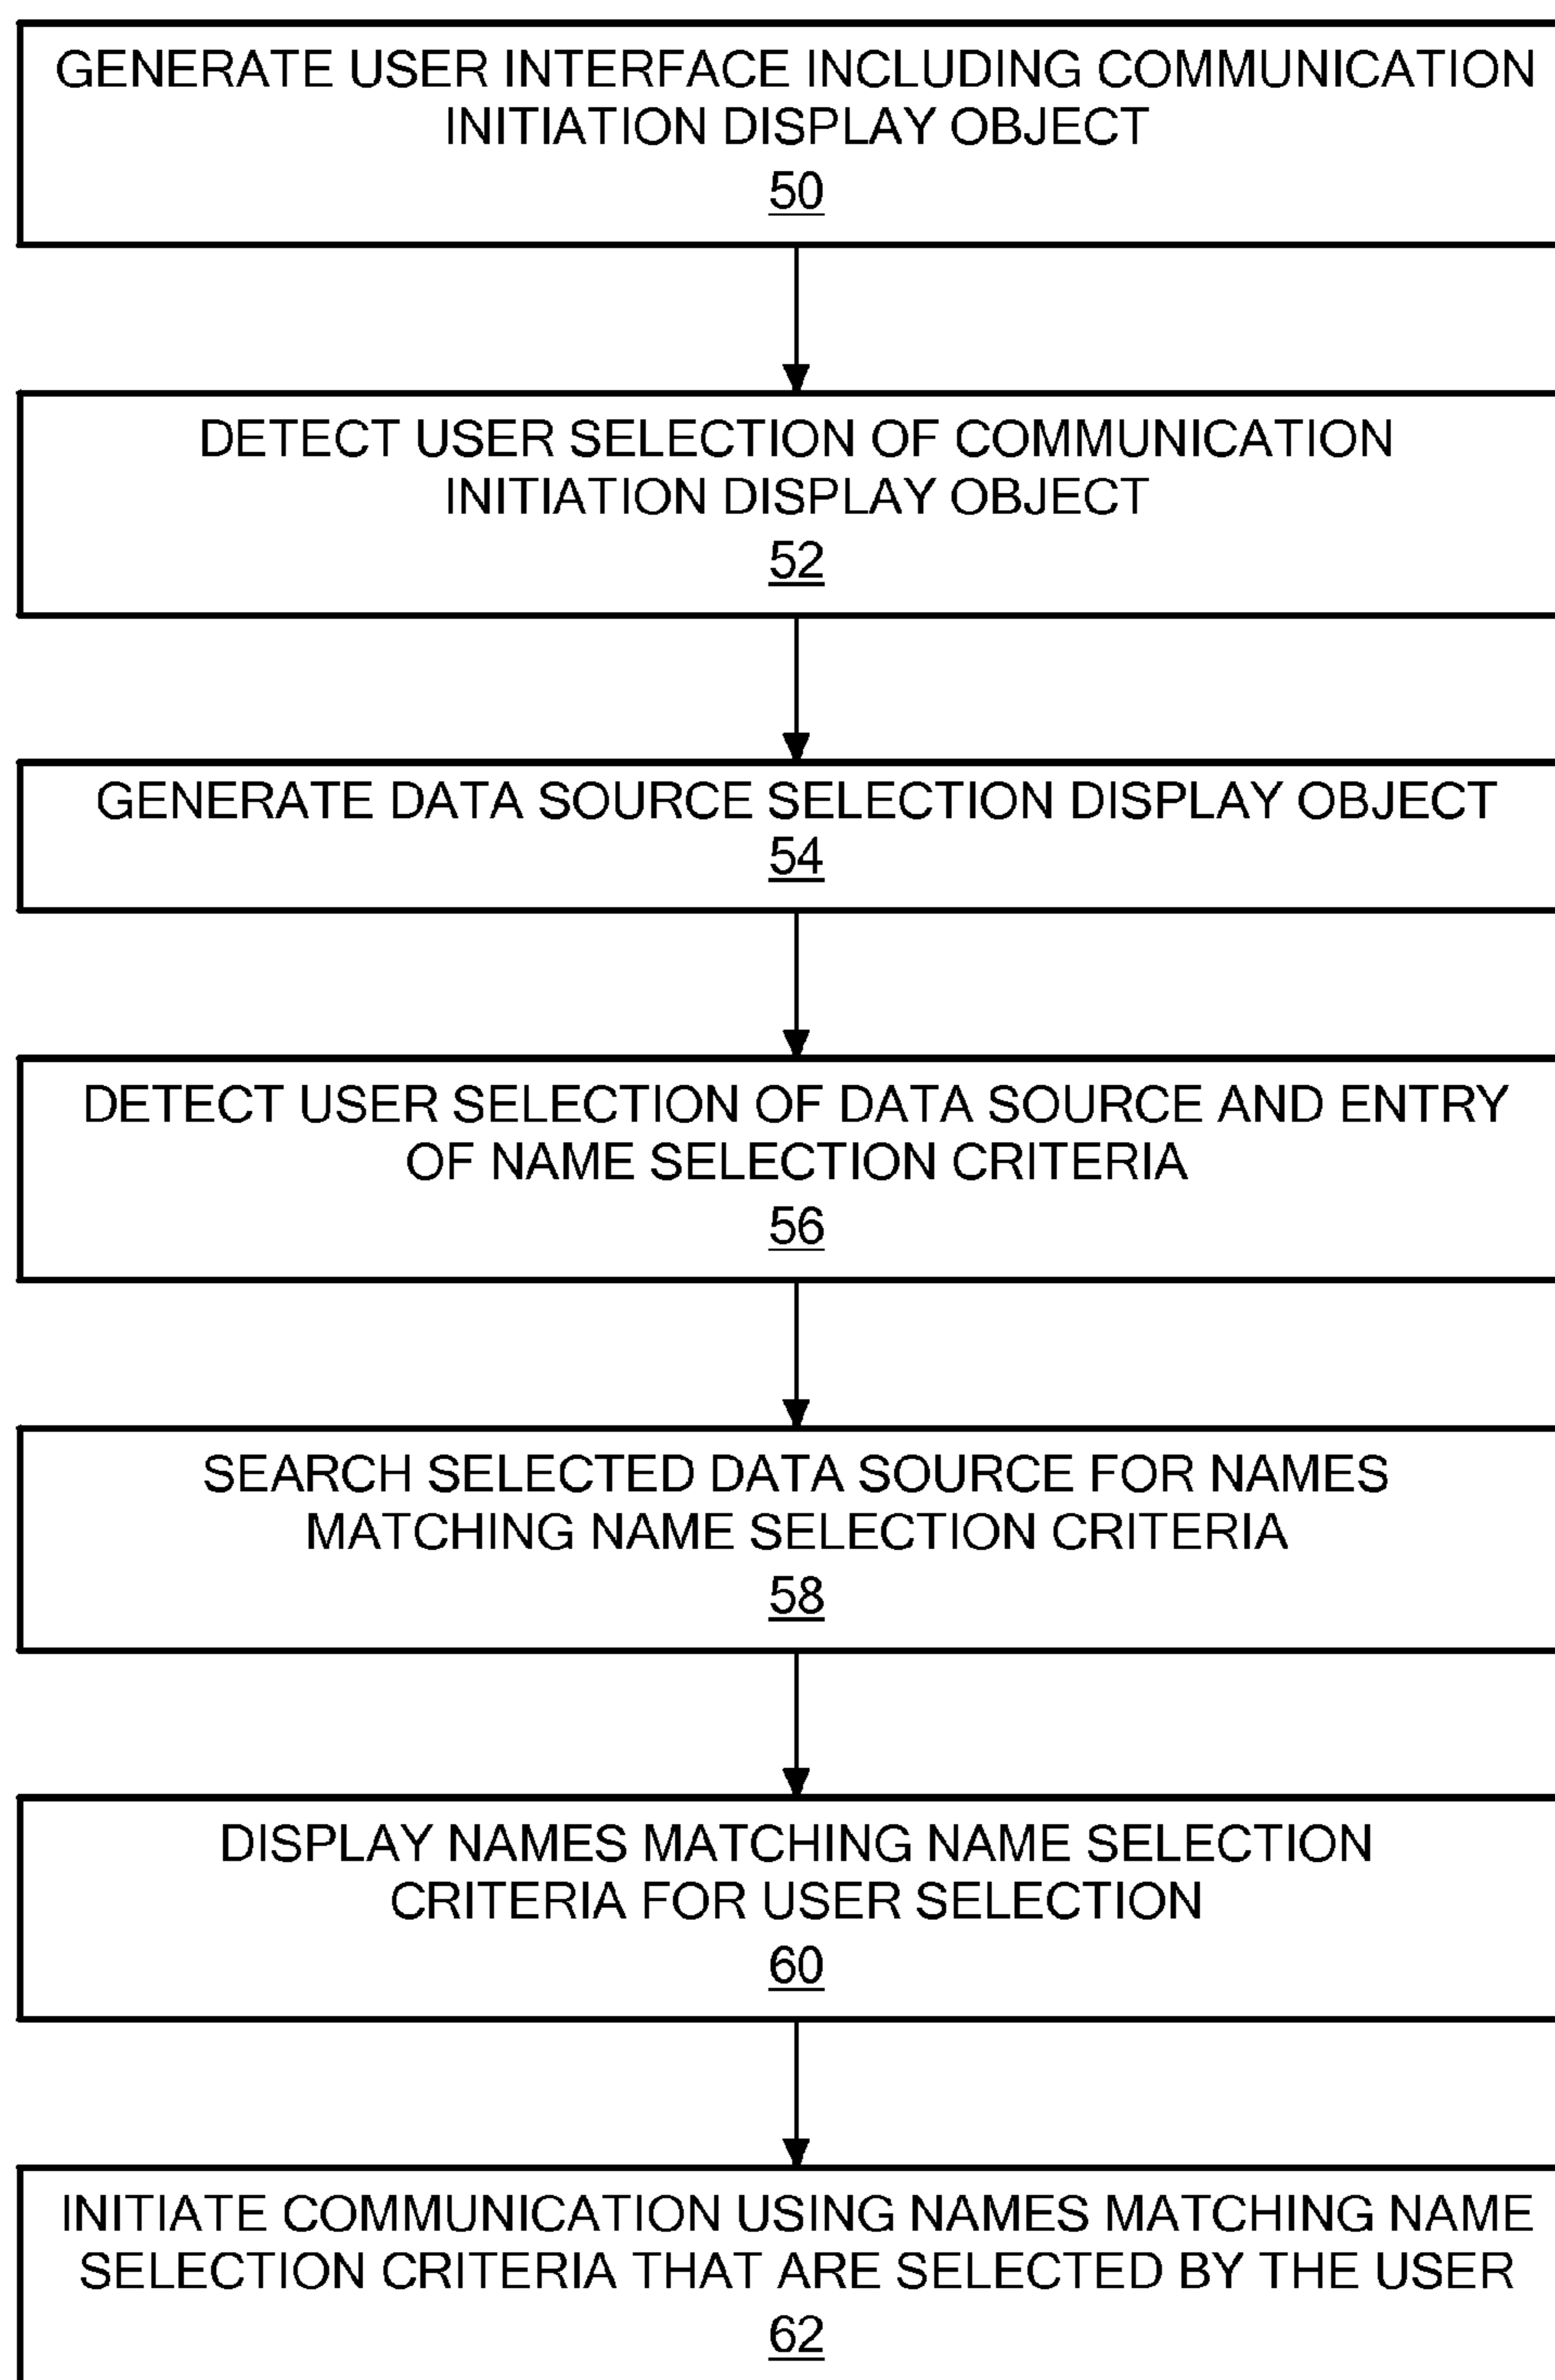 GENERATE USER INTERFACE INCLUDING COMMUNICATION
INITIATION DISPLAY OBJECT
50
DETECT USER SELECTION OF COMMUNICATION
INITIATION DISPLAY OBJECT
52
GENERATE DATA SOURCE SELECTION DISPLAY OBJECT
54
DETECT USER SELECTION OF DATA SOURCE AND ENTRY
OF NAME SELECTION CRITERIA
56
SEARCH SELECTED DATA SOURCE FOR NAMES
MATCHING NAME SELECTION CRITERIA
58
DISPLAY NAMES MATCHING NAME SELECTION
CRITERIA FOR USER SELECTION
60
INITIATE COMMUNICATION USING NAMES MATCHING NAME
SELECTION CRITERIA THAT ARE SELECTED BY THE USER
62